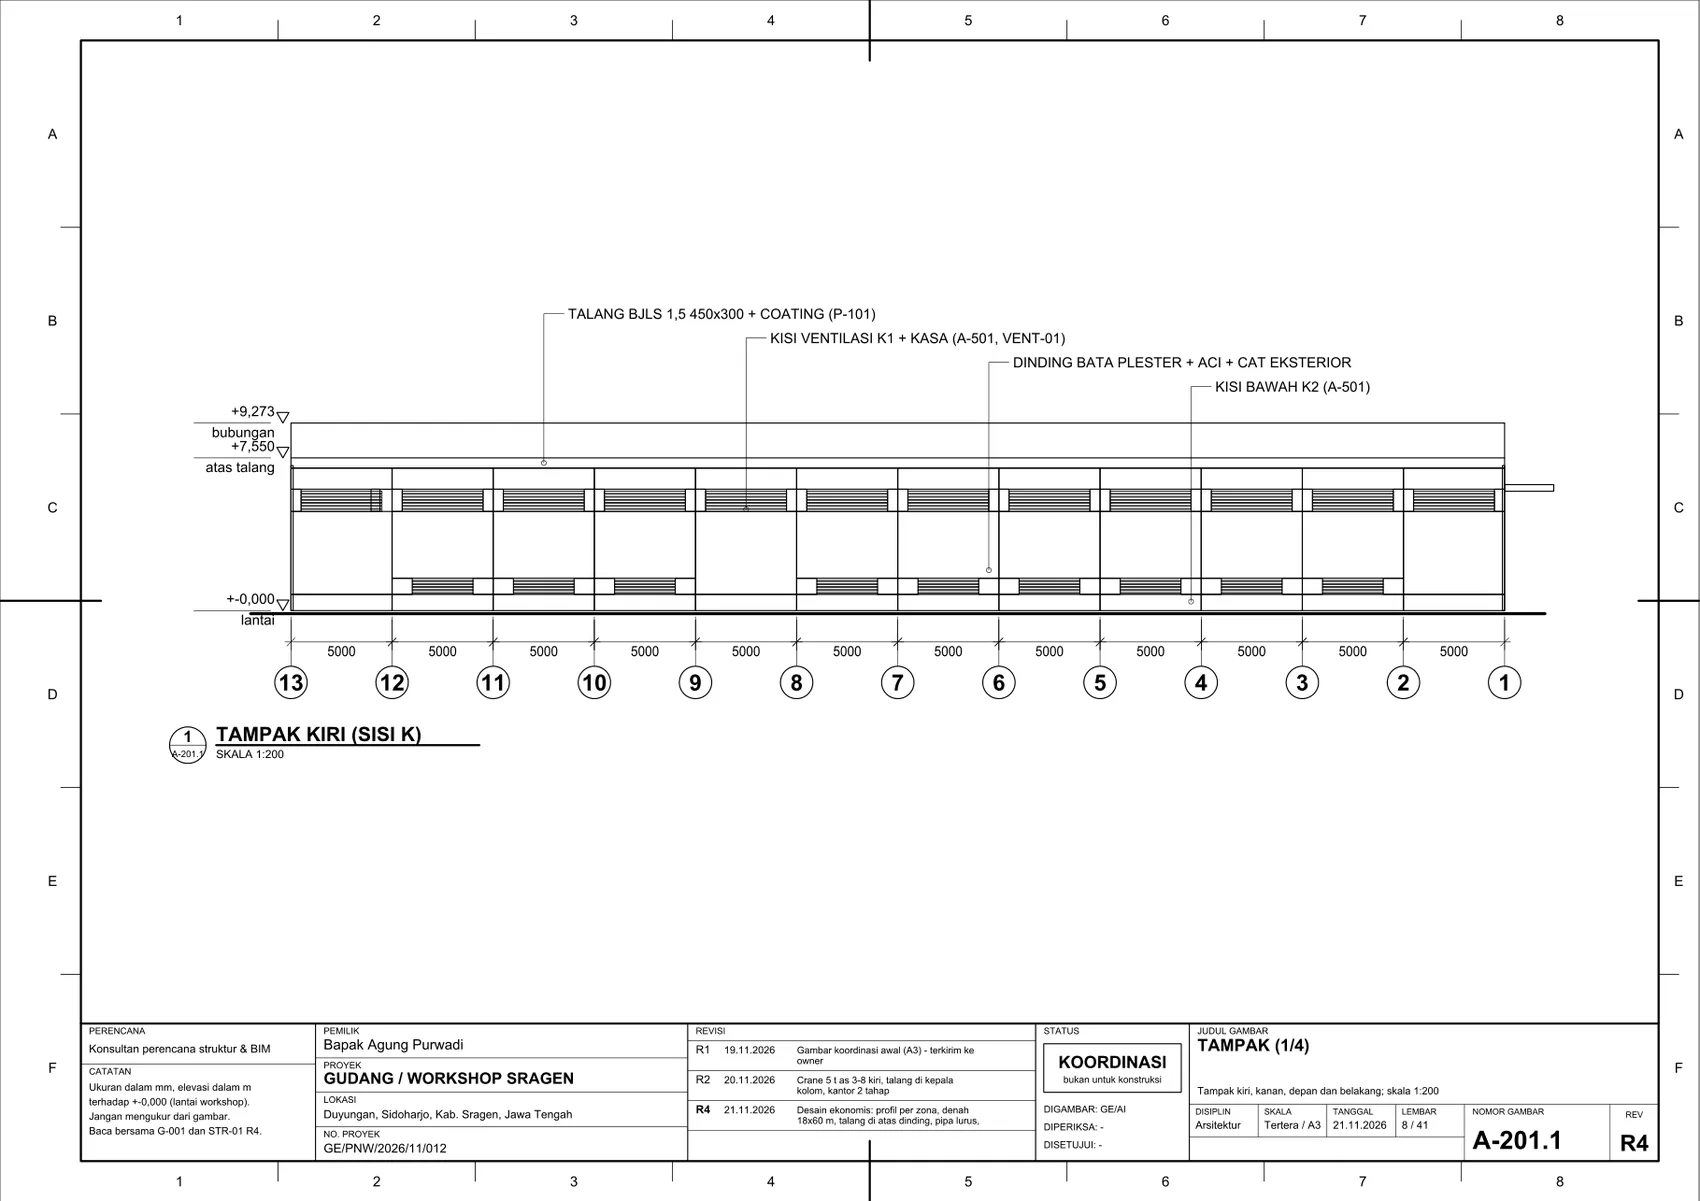 1 2 3 4 5 6 7 8
A A
B B
C C
D D
E E
F F
TALANG BJLS 1,5 450x300 + COATING (P-101)
KISI VENTILASI K1 + KASA (A-501, VENT-01)
DINDING BATA PLESTER + ACI + CAT EKSTERIOR
KISI BAWAH K2 (A-501)
+9,273
bubungan
+7,550
atas talang
+-0,000
lantai
5000 5000 5000 5000 5000 5000 5000 5000 5000 5000 5000 5000
13 12 11 10 9 8 7 6 5 4 3 2 1
1
A-201.1
TAMPAK KIRI (SISI K)
SKALA 1:200
PERENCANA
Konsultan perencana struktur & BIM
CATATAN
Ukuran dalam mm, elevasi dalam m
terhadap +-0,000 (lantai workshop).
Jangan mengukur dari gambar.
Baca bersama G-001 dan STR-01 R4.
PEMILIK
Bapak Agung Purwadi
PROYEK
GUDANG / WORKSHOP SRAGEN
LOKASI
Duyungan, Sidoharjo, Kab. Sragen, Jawa Tengah
NO. PROYEK
GE/PNW/2026/11/012
REVISI
R1 19.11.2026 Gambar koordinasi awal (A3) - terkirim ke
owner
R2 20.11.2026 Crane 5 t as 3-8 kiri, talang di kepala
kolom, kantor 2 tahap
R4 21.11.2026 Desain ekonomis: profil per zona, denah
18x60 m, talang di atas dinding, pipa lurus,
STATUS
KOORDINASI
bukan untuk konstruksi
DIGAMBAR: GE/AI
DIPERIKSA: -
DISETUJUI: -
JUDUL GAMBAR
TAMPAK (1/4)
Tampak kiri, kanan, depan dan belakang; skala 1:200
DISIPLIN
Arsitektur
SKALA
Tertera / A3
TANGGAL
21.11.2026
LEMBAR
8 / 41
NOMOR GAMBAR
A-201.1
REV
R4
1 2 3 4 5 6 7 8